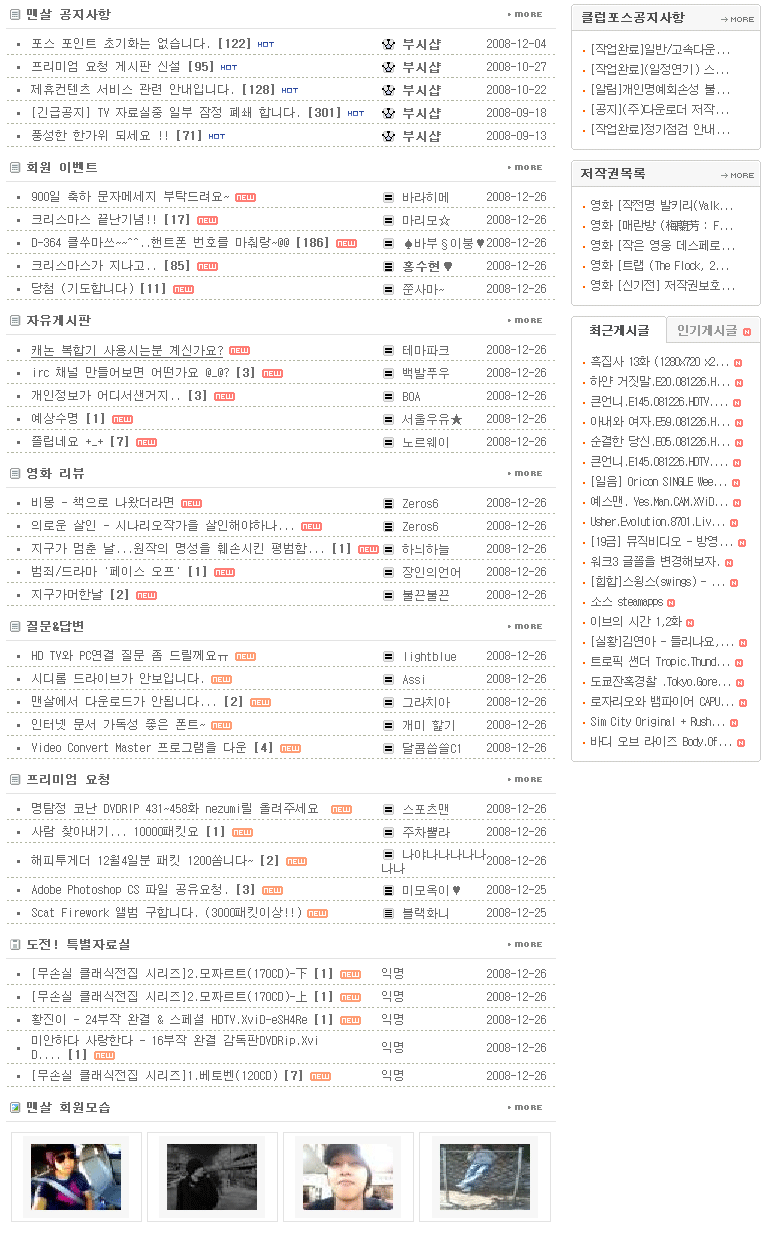 맨살 공지사항 more
포스 포인트 초기화는 없습니다. [122] HOT 부시샵 2008-12-04
프리미엄 요청 게시판 신설 [95] HOT 부시샵 2008-10-27
제휴컨텐츠 서비스 관련 안내입니다. [128] HOT 부시샵 2008-10-22
[긴급공지] TV 자료실중 일부 잠정 폐쇄 합니다. [301] HOT 부시샵 2008-09-18
풍성한 한가위 되세요 !! [71] HOT 부시샵 2008-09-13
회원 이벤트 more
900일 축하 문자메세지 부탁드려요~ NEW 바라히메 2008-12-26
크리스마스 끝난기념!! [17] NEW 마리모☆ 2008-12-26
D-364 클쑤마쓰~~^^..핸트폰 번호를 마춰랑~@@ [186] NEW ♠바부§이붕♥ 2008-12-26
크리스마스가 지나고.. [85] NEW 홍수현♥ 2008-12-26
당첨 (기도합니다) [11] NEW 쭌사마~ 2008-12-26
자유게시판 more
캐논 복합기 사용시는분 계신가요? NEW 테마파크 2008-12-26
irc 채널 만들어보면 어떤가요 @_@? [3] NEW 백발푸우 2008-12-26
개인정보가 어디서샌거지.. [3] NEW BOA 2008-12-26
예상수명 [1] NEW 서울우유★ 2008-12-26
졸립네요 +_+ [7] NEW 노르웨이 2008-12-26
영화 리뷰 more
비몽 - 책으로 나왔더라면 NEW Zeros6 2008-12-26
의로운 살인 - 시나리오작가을 살인해야하나... NEW Zeros6 2008-12-26
지구가 멈춘 날...원작의 명성을 훼손시킨 평범함... [1] NEW 하늬하늘 2008-12-26
범죄/드라마 '페이스 오프' [1] NEW 장인의언어 2008-12-26
지구가머한날 [2] NEW 불끈불끈 2008-12-26
질문&답변 more
HD TV와 PC연결 질문 좀 드릴께요ㅠ NEW lightblue 2008-12-26
시디롬 드라이브가 안보입니다. NEW Assi 2008-12-26
맨살에서 다운로드가 안됩니다... [2] NEW 그라치아 2008-12-26
인터넷 문서 가독성 좋은 폰트~ NEW 개미 핥기 2008-12-26
Video Convert Master 프로그램을 다운 [4] NEW 달콤씁쓸C1 2008-12-26
프리미엄 요청 more
명탐정 코난 DVDRIP 431~458화 nezumi릴 올려주세요 NEW 스포츠맨 2008-12-26
사람 찾아내기... 10000패킷요 [1] NEW 주차뽈라 2008-12-26
해피투게더 12월4일분 패킷 1200쏩니다~ [2] NEW 나야나나나나나나나 2008-12-26
Adobe Photoshop CS 파일 공유요청. [3] NEW 미모옥이♥ 2008-12-25
Scat Firework 앨범 구합니다. (3000패킷이상!!) NEW 블랙화니 2008-12-25
도전! 특별자료실 more
[무손실 클래식전집 시리즈]2.모짜르트(170CD)-下 [1] NEW 익명 2008-12-26
[무손실 클래식전집 시리즈]2.모짜르트(170CD)-上 [1] NEW 익명 2008-12-26
황진이 - 24부작 완결 & 스페셜 HDTV.XviD-eSH4Re [1] NEW 익명 2008-12-26
미안하다 사랑한다 - 16부작 완결 감독판DVDRip.Xvi
D.... [1] NEW 익명 2008-12-26
[무손실 클래식전집 시리즈]1.베토벤(120CD) [7] NEW 익명 2008-12-26
맨살 회원모습 more
클럽포스공지사항 MORE
[작업완료]일반/고속다운...
[작업완료](일정연기) 스...
[알림]개인명예회손성 불...
[공지](주)다운로더 저작...
[작업완료]정기점검 안내...
저작권목록 MORE
영화 [작전명 발키리(Valk...
영화 [매란방 (梅蘭芳 : F...
영화 [작은 영웅 데스페로...
영화 [트랩 (The Flock, 2...
영화 [신기전] 저작권보호...
최근게시글 인기게시글 N
흑집사 13화 (1280x720 x2... N
하얀 거짓말.E20.081226.H... N
큰언니.E145.081226.HDTV.... N
아내와 여자.E59.081226.H... N
순결한 당신.E05.081226.H... N
큰언니.E145.081226.HDTV.... N
[일음] Oricon SINGLE Wee... N
예스맨. Yes.Man.CAM.XViD... N
Usher.Evolution.8701.Liv... N
[19금] 뮤직비디오 - 방영... N
워크3 글꼴을 변경해보자. N
[힙합]스윙스(swings) - ... N
소스 steamapps N
이브의 시간 1,2화 N
[실황]김연아 - 들리나요,... N
트로픽 썬더 Tropic.Thund... N
도쿄잔혹경찰 .Tokyo.Gore... N
로자리오와 뱀파이어 CAPU... N
Sim City Original + Rush... N
바디 오브 라이즈 Body.Of... N